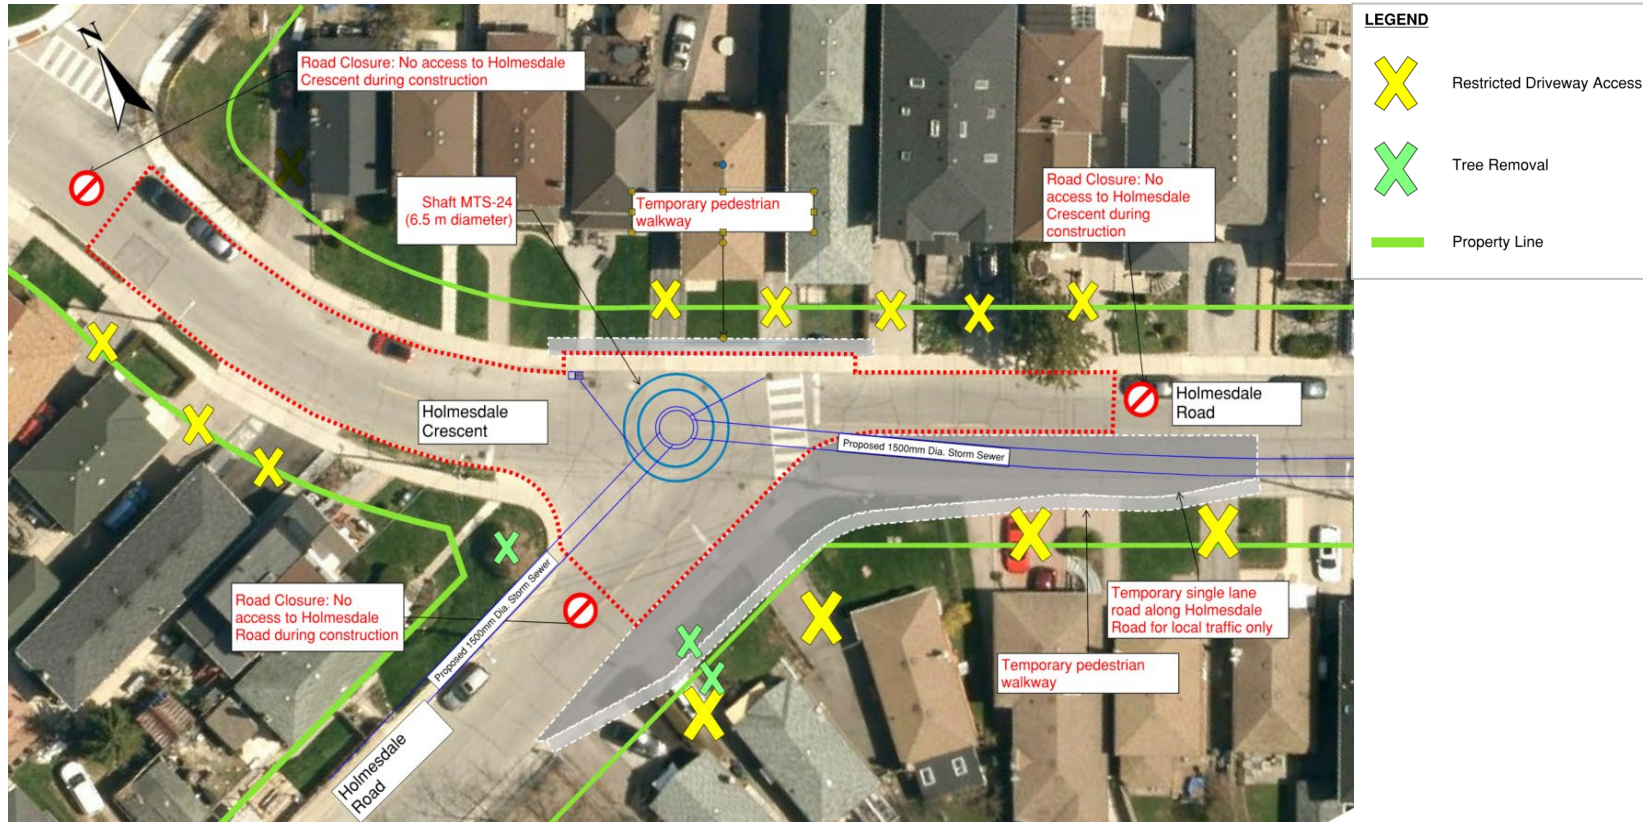 N
Road Closure: No access to Holmesdale
Crescent during construction
Shaft MTS-24
(6.5 m diameter)
Temporary pedestrian
walkway
Road Closure: No
access to Holmesdale
Crescent during
construction
Holmesdale
Crescent
Holmesdale
Road
Proposed 1500mm Dia. Storm Sewer
Proposed 1500mm Dia. Storm Sewer
Road Closure: No
access to Holmesdale
Road during construction
Temporary single lane
road along Holmesdale
Road for local traffic only
Temporary pedestrian
walkway
Holmesdale
Road
LEGEND
Restricted Driveway Access
Tree Removal
Property Line